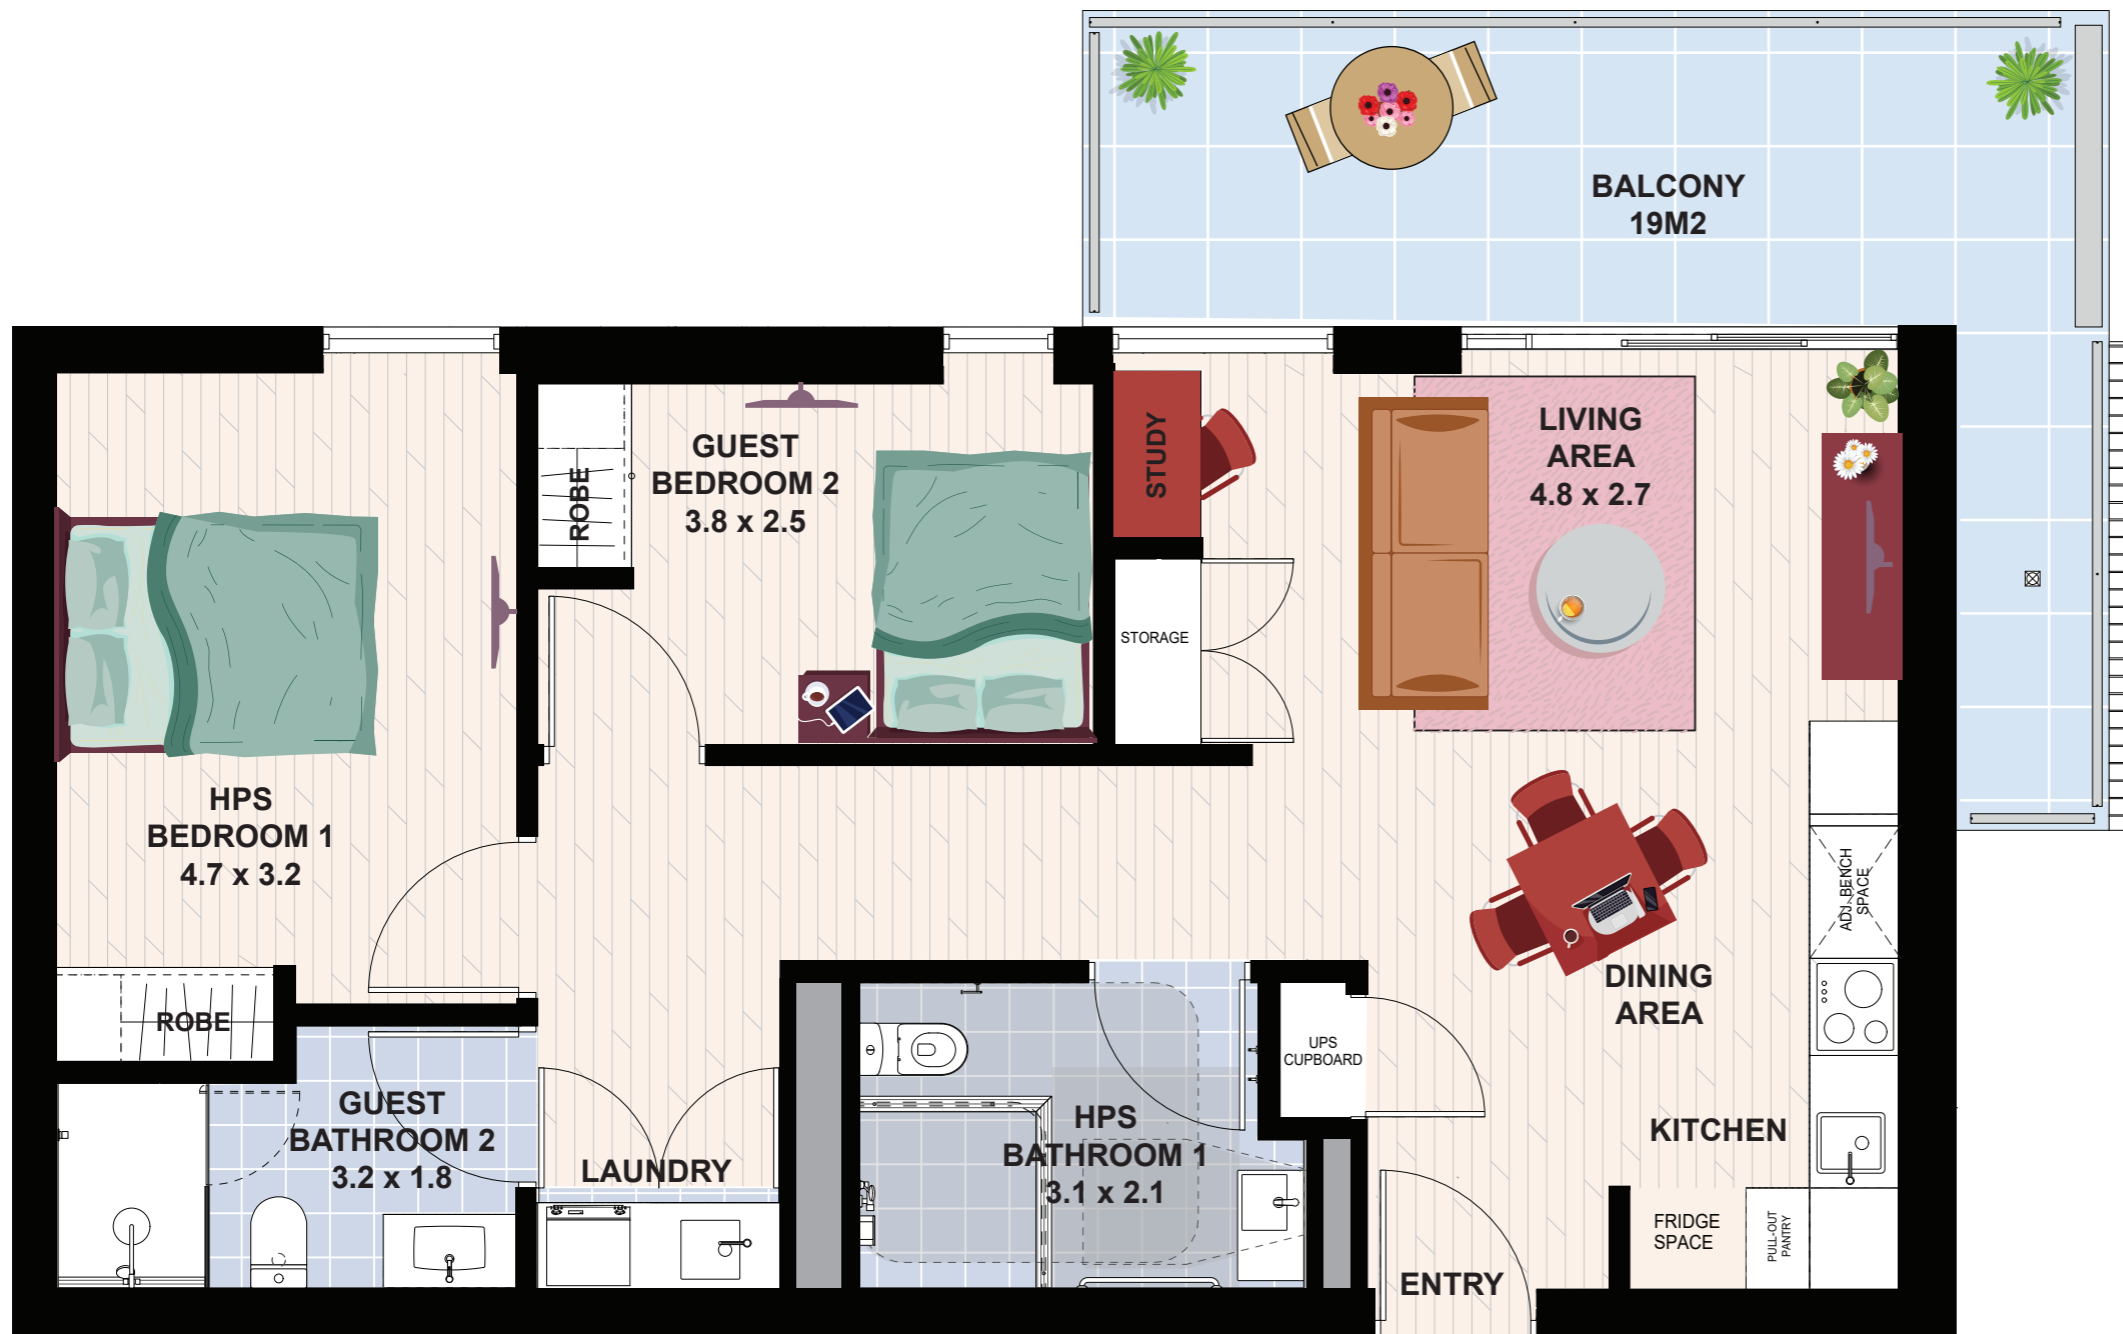 BALCONY
19M2
GUEST
BEDROOM 2
3.8 x 2.5
ROBE
STUDY
LIVING
AREA
4.8 x 2.7
STORAGE
HPS
BEDROOM 1
4.7 x 3.2
ADJ.BENCH
SPACE
DINING
AREA
ROBE
UPS
CUPBOARD
GUEST
BATHROOM 2
3.2 x 1.8
LAUNDRY
HPS
BATHROOM 1
3.1 x 2.1
KITCHEN
FRIDGE
SPACE
PULL-OUT
PANTRY
ENTRY